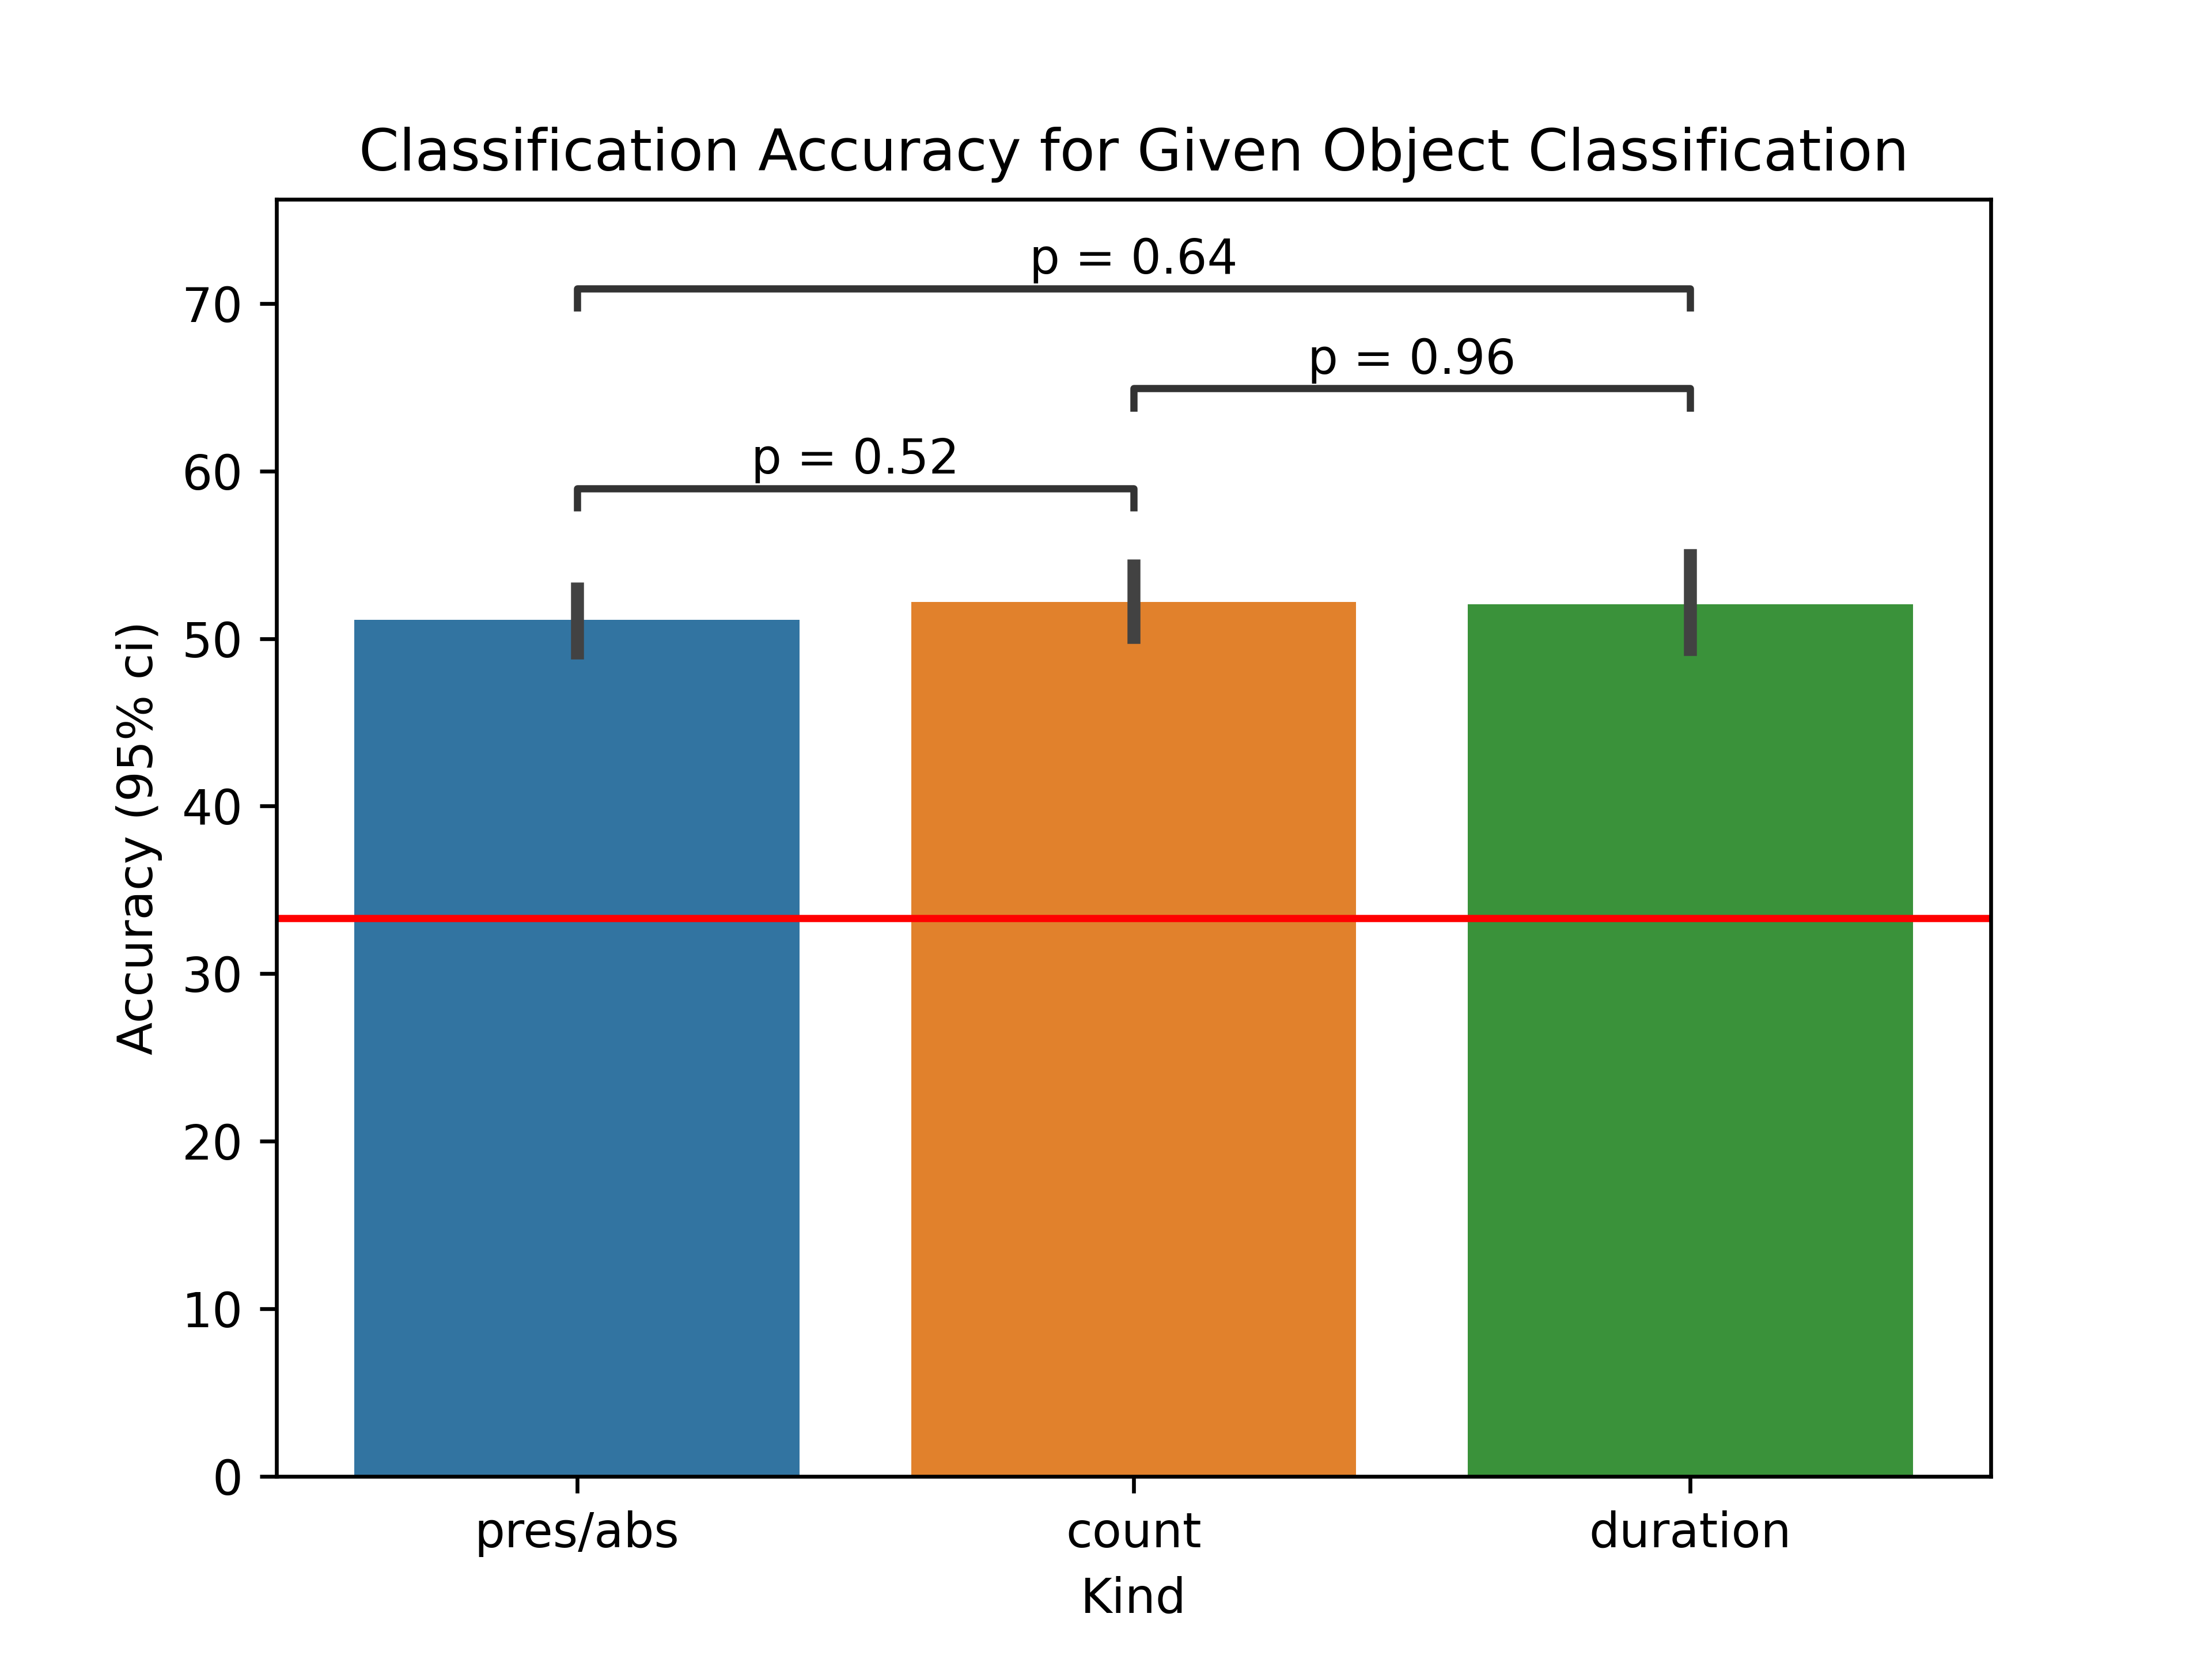 Classification Accuracy for Given Object Classification
p = 0.64
p = 0.96
p = 0.52
70
60
50
40
30
20
10
0
Accuracy (95% ci)
pres/abs
count
duration
Kind